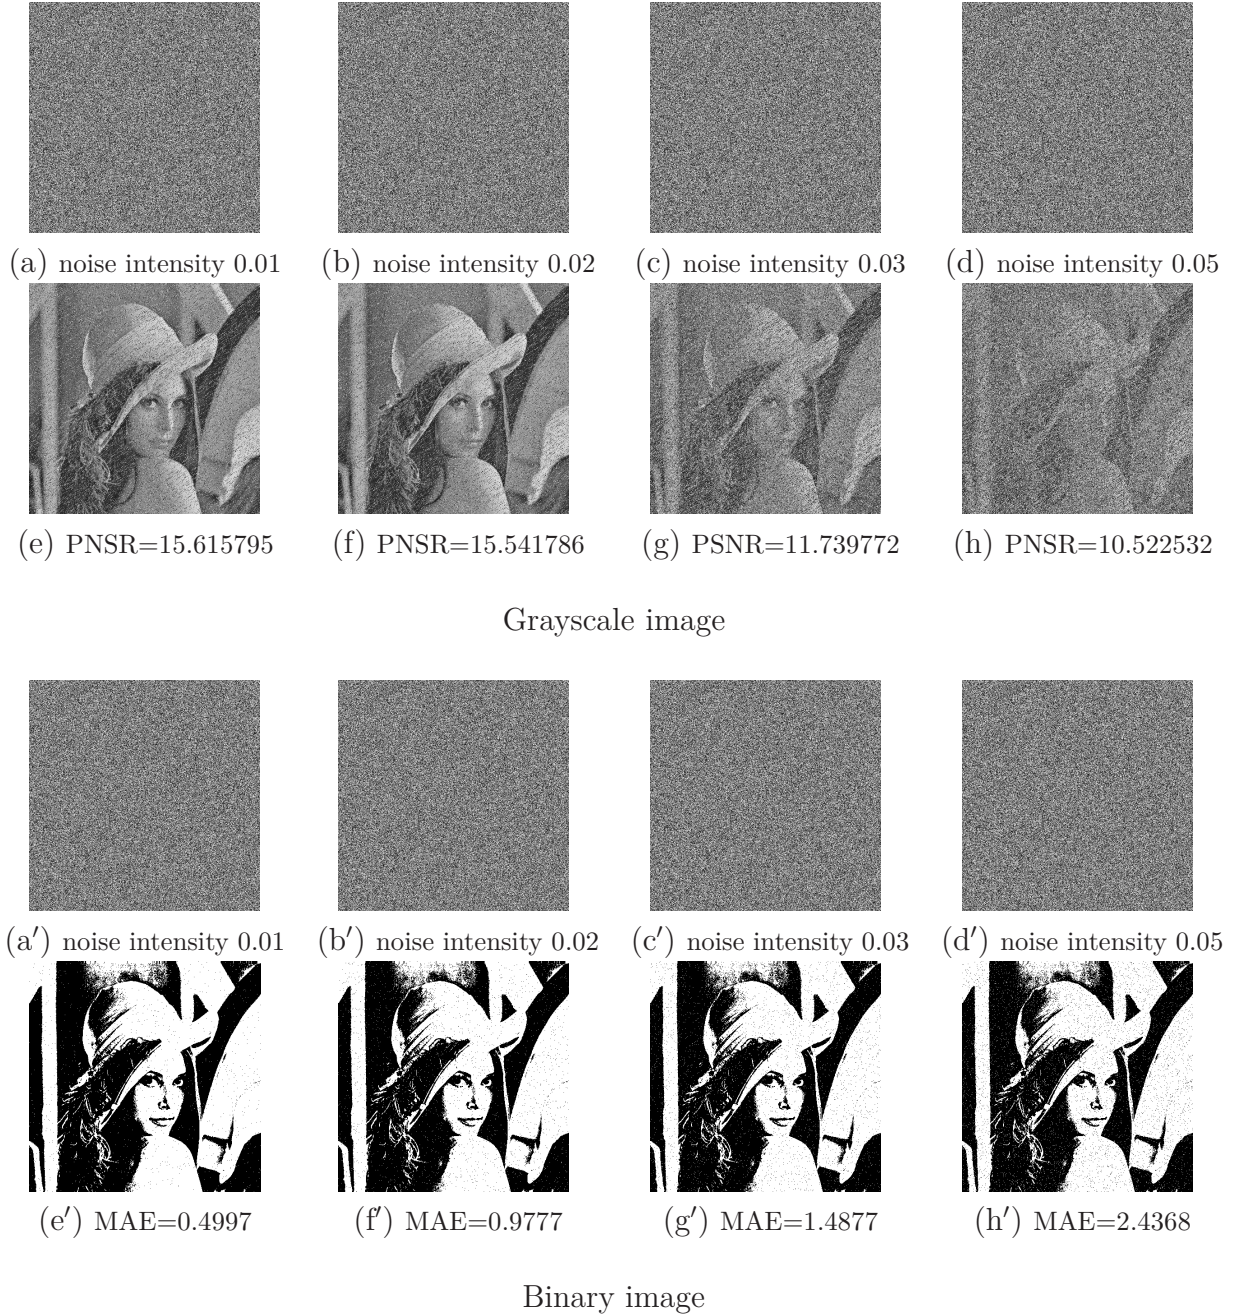 (a) noise intensity 0.01 (b) noise intensity 0.02 (c) noise intensity 0.03 (d) noise intensity 0.05
(e) PNSR=15.615795 (f) PNSR=15.541786 (g) PSNR=11.739772 (h) PNSR=10.522532
Grayscale image
(a′) noise intensity 0.01 (b′) noise intensity 0.02 (c′) noise intensity 0.03 (d′) noise intensity 0.05
(e′) MAE=0.4997 (f′) MAE=0.9777 (g′) MAE=1.4877 (h′) MAE=2.4368
Binary image